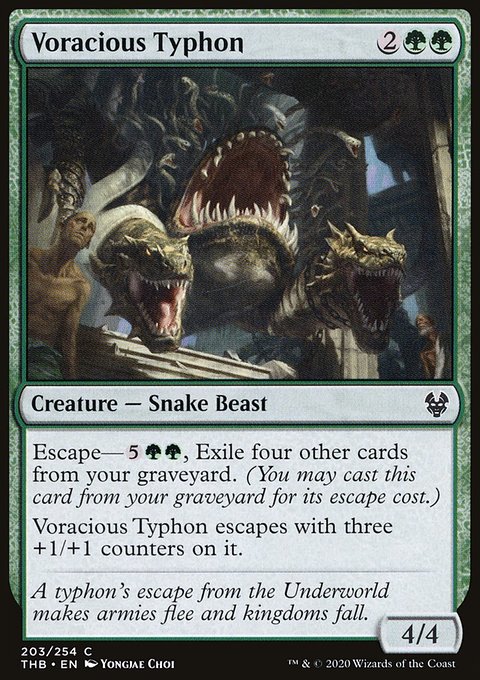 Voracious Typhon 2
Creature — Snake Beast
Escape—5, Exile four other cards
from your graveyard. (You may cast this
card from your graveyard for its escape cost.)
Voracious Typhon escapes with three
+1/+1 counters on it.
A typhon's escape from the Underworld
makes armies flee and kingdoms fall.
4/4
203/254 C
THB • EN Yongjae Choi
™ & © 2020 Wizards of the Coast